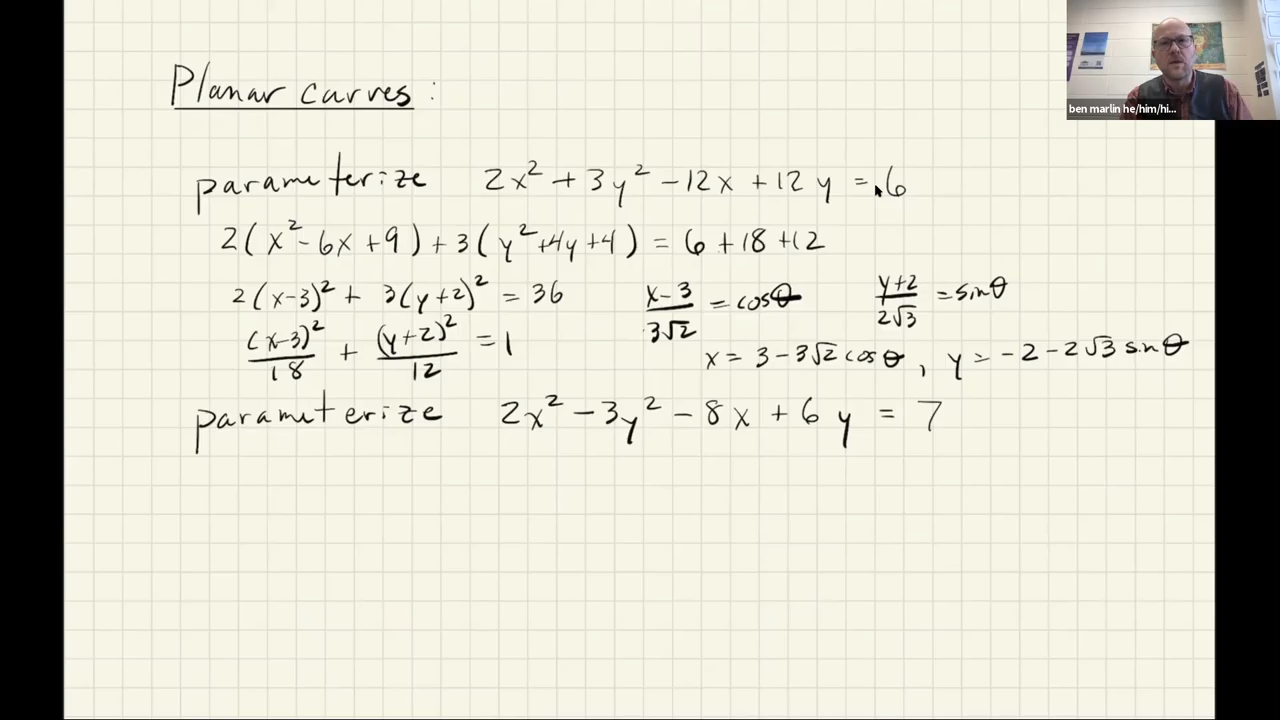 ben marlin he/him/hi...
Planar curves:
parameterize 2x² + 3y² - 12x + 12y = 6
2(x² - 6x + 9) + 3(y² + 4y + 4) = 6 + 18 + 12
2(x-3)² + 3(y+2)² = 36
(x-3)²/18 + (y+2)²/12 = 1
(x-3)/(3√2) = cosθ
(y+2)/(2√3) = sinθ
x = 3 - 3√2 cosθ, y = -2 - 2√3 sinθ
parameterize 2x² - 3y² - 8x + 6y = 7